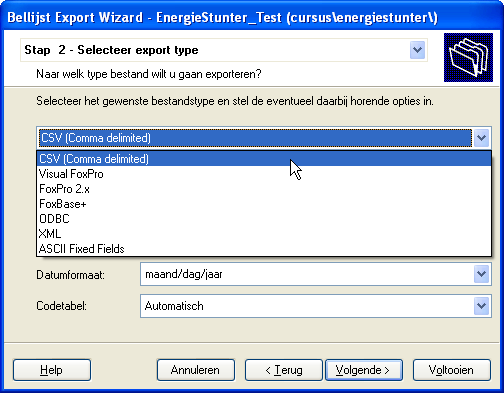 Bellijst Export Wizard - EnergieStunter_Test (cursus\energiestunter\)
Stap 2 - Selecteer export type
Naar welk type bestand wilt u gaan exporteren?
Selecteer het gewenste bestandstype en stel de eventueel daarbij horende opties in.
CSV (Comma delimited)
CSV (Comma delimited)
Visual FoxPro
FoxPro 2.x
FoxBase+
ODBC
XML
ASCII Fixed Fields
Datumformaat: maand/dag/jaar
Codetabel: Automatisch
Help Annuleren < Terug Volgende > Voltooien